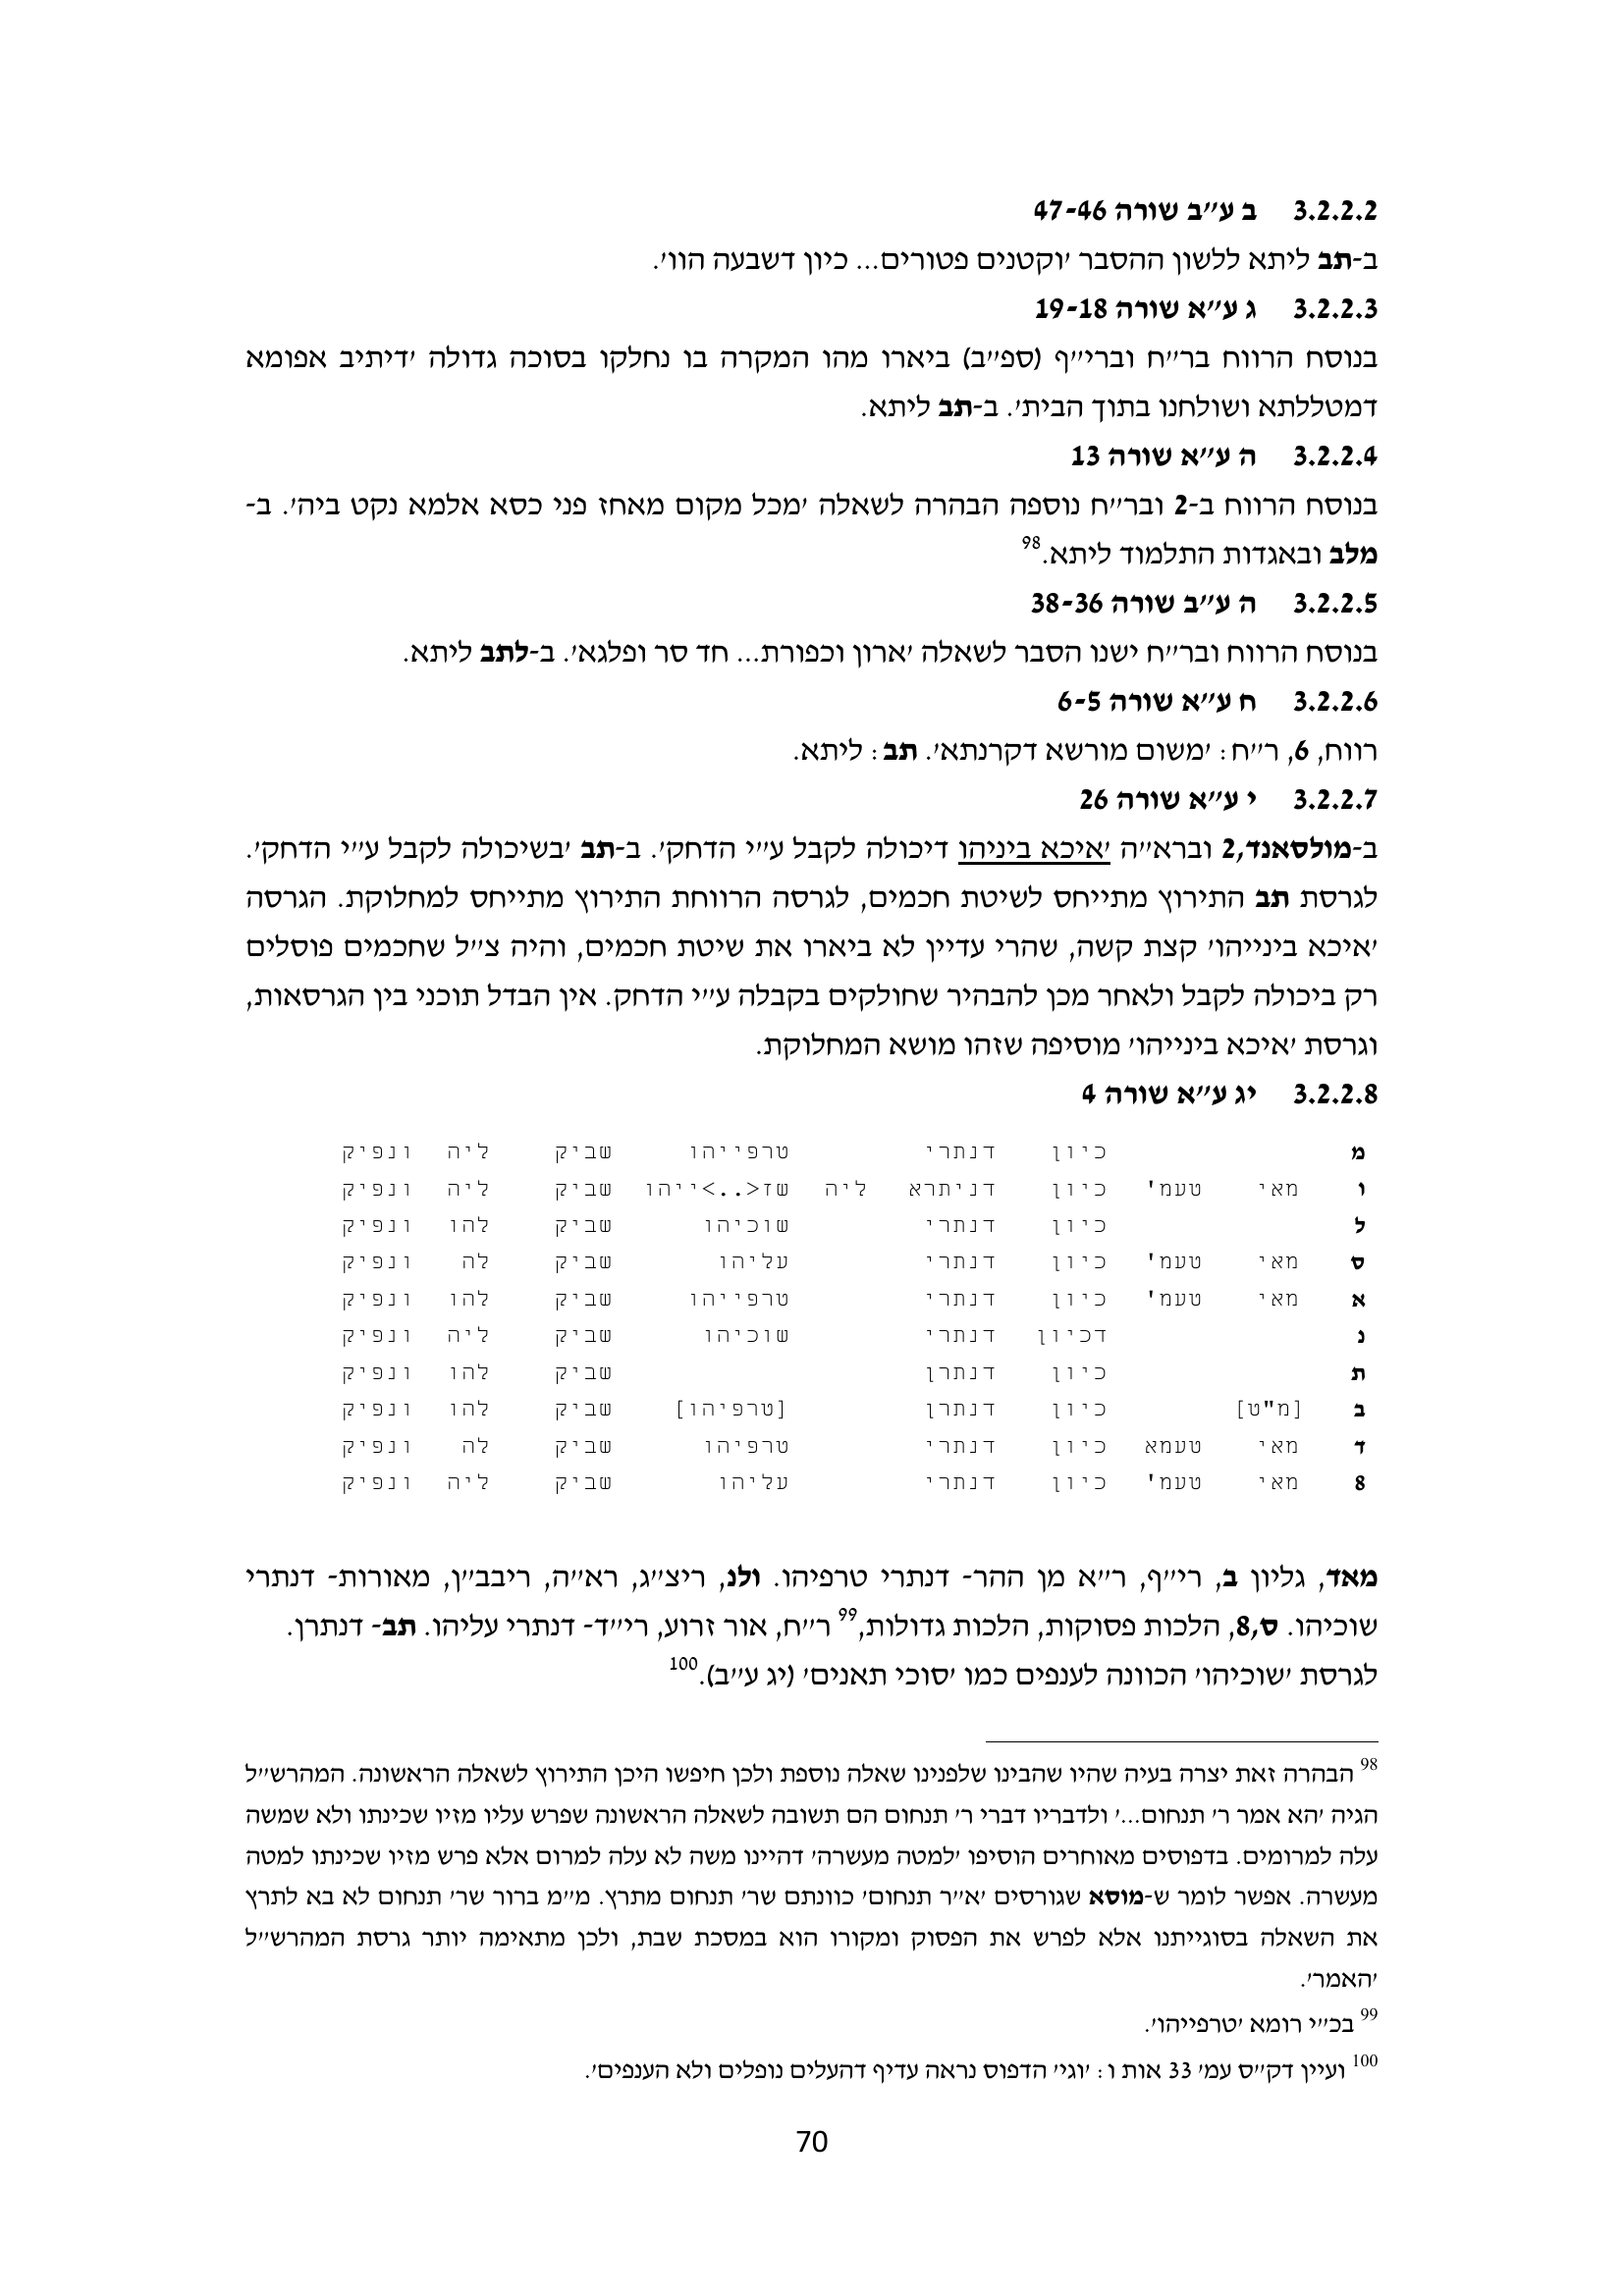 3.2.2.2 ב ע״ב שורה 47-46
ב-תב ליתא ללשון ההסבר ׳וקטנים פטורים... כיון דשבעה הוו׳.
3.2.2.3 ג ע״א שורה 19-18
בנוסח הרווח בר״ח וברי״ף (ספ״ב) ביארו מהו המקרה בו נחלקו בסוכה גדולה ׳דיתיב אפומא
דמטללתא ושולחנו בתוך הבית׳. ב-תב ליתא.
3.2.2.4 ה ע״א שורה 13
בנוסח הרווח ב-2 ובר״ח נוספה הבהרה לשאלה ׳מכל מקום מאחז פני כסא אלמא נקט ביה׳. ב-
מלב ובאגדות התלמוד ליתא.98
3.2.2.5 ה ע״ב שורה 38-36
בנוסח הרווח ובר״ח ישנו הסבר לשאלה ׳ארון וכפורת... חד סר ופלגא׳. ב-לתב ליתא.
3.2.2.6 ח ע״א שורה 6-5
רווח, 6, ר״ח: ׳משום מורשא דקרנתא׳. תב: ליתא.
3.2.2.7 י ע״א שורה 26
ב-מולסאנד,2 ובראה״ ׳איכא ביניהו דיכולה לקבל ע״י הדחק׳. ב-תב ׳בשיכולה לקבל ע״י הדחק׳.
לגרסת תב התירוץ מתייחס לשיטת חכמים, לגרסה הרווחת התירוץ מתייחס למחלוקת. הגרסה
׳איכא בינייהו׳ קצת קשה, שהרי עדיין לא ביארו את שיטת חכמים, והיה צ״ל שחכמים פוסלים
רק ביכולה לקבל ולאחר מכן להבהיר שחולקים בקבלה ע״י הדחק. אין הבדל תוכני בין הגרסאות,
וגרסת ׳איכא בינייהו׳ מוסיפה שזהו מושא המחלוקת.
3.2.2.8 יג ע״א שורה 4
מ כיון דנתרי טרפייהו שביק ליה ונפיק
ו מאי טעמ' כיון דניתרא ליה שז<..>ייהו שביק ליה ונפיק
ל כיון דנתרי שוכיהו שביק להו ונפיק
ס מאי טעמ' כיון דנתרי עליהו שביק לה ונפיק
א מאי טעמ' כיון דנתרי טרפייהו שביק להו ונפיק
נ דכיון דנתרי שוכיהו שביק ליה ונפיק
ת כיון דנתרן שביק להו ונפיק
ב [מ"ט] כיון דנתרן [טרפיהו] שביק להו ונפיק
ד מאי טעמא כיון דנתרי טרפיהו שביק לה ונפיק
8 מאי טעמ' כיון דנתרי עליהו שביק ליה ונפיק
מאד, גליון ב, רי״ף, ר״א מן ההר- דנתרי טרפיהו. ולנ, ריצ״ג, רא״ה, ריבב״ן, מאורות- דנתרי
שוכיהו. ס,8, הלכות פסוקות, הלכות גדולות,99 ר״ח, אור זרוע, רי״ד- דנתרי עליהו. תב- דנתרן.
לגרסת ׳שוכיהו׳ הכוונה לענפים כמו ׳סוכי תאנים׳ (יג ע״ב).100
98 הבהרה זאת יצרה בעיה שהיו שהבינו שלפנינו שאלה נוספת ולכן חיפשו היכן התירוץ לשאלה הראשונה. המהרש״ל
הגיה ׳הא אמר ר׳ תנחום...׳ ולדבריו דברי ר׳ תנחום הם תשובה לשאלה הראשונה שפרש עליו מזיו שכינתו ולא שמשה
עלה למרומים. בדפוסים מאוחרים הוסיפו ׳למטה מעשרה׳ דהיינו משה לא עלה למרום אלא פרש מזיו שכינתו למטה
מעשרה. אפשר לומר ש-מוסא שגורסים ׳א״ר תנחום׳ כוונתם שר׳ תנחום מתרץ. מ״מ ברור שר׳ תנחום לא בא לתרץ
את השאלה בסוגייתנו אלא לפרש את הפסוק ומקורו הוא במסכת שבת, ולכן מתאימה יותר גרסת המהרש״ל
׳האמר׳.
99 בכ״י רומא ׳טרפייהו׳.
100 ועיין דק״ס עמ׳ 33 אות ו: ׳וגי׳ הדפוס נראה עדיף דהעלים נופלים ולא הענפים׳.
70